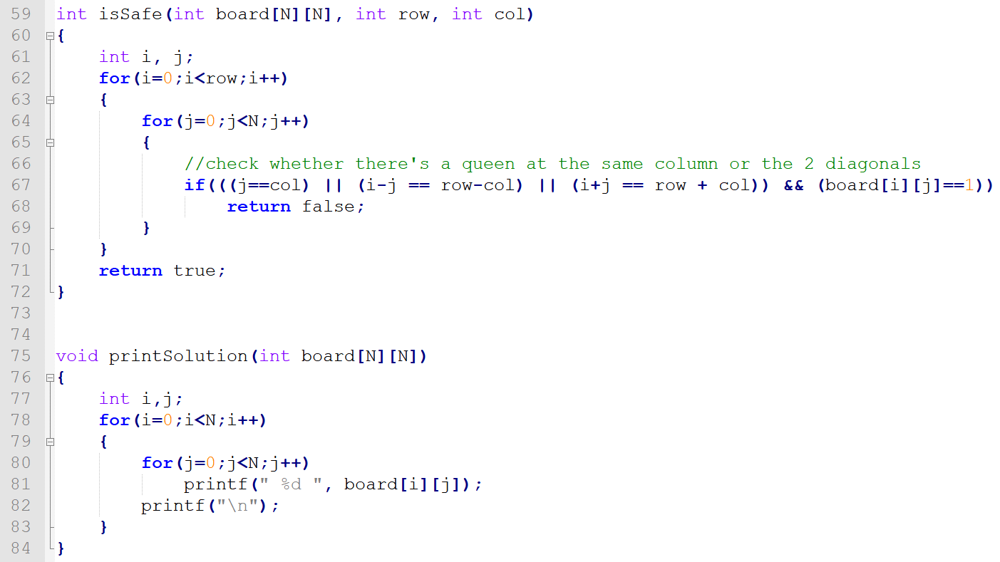 59 int isSafe(int board[N][N], int row, int col)
60 {
61     int i, j;
62     for(i=0;i<row;i++)
63     {
64         for(j=0;j<N;j++)
65         {
66             //check whether there's a queen at the same column or the 2 diagonals
67             if(((j==col) || (i-j == row-col) || (i+j == row + col)) && (board[i][j]==1))
68                 return false;
69         }
70     }
71     return true;
72 }
73
74
75 void printSolution(int board[N][N])
76 {
77     int i,j;
78     for(i=0;i<N;i++)
79     {
80         for(j=0;j<N;j++)
81             printf(" %d ", board[i][j]);
82         printf("\n");
83     }
84 }